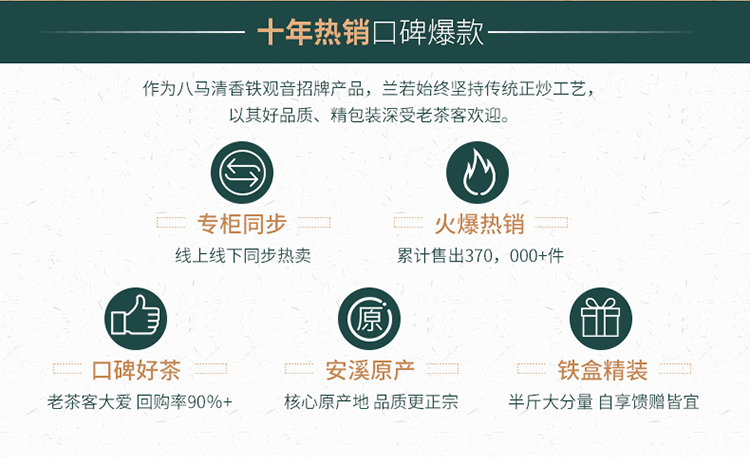 十年热销口碑爆款
作为八马清香铁观音招牌产品，兰若始终坚持传统正炒工艺，
以其好品质、精包装深受老茶客欢迎。
专柜同步
线上线下同步热卖
火爆热销
累计售出370，000+件
口碑好茶
老茶客大爱 回购率90%+
原
安溪原产
核心原产地 品质更正宗
铁盒精装
半斤大分量 自享馈赠皆宜